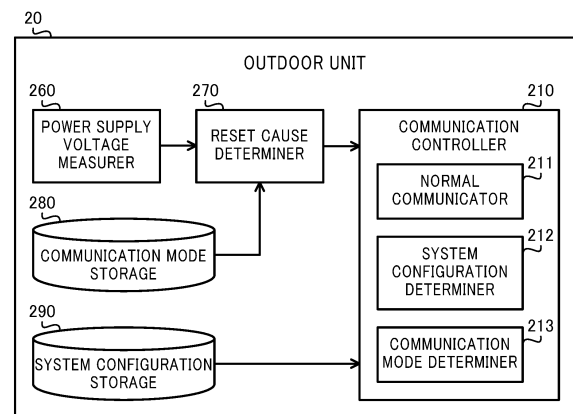 20
OUTDOOR UNIT
260
POWER SUPPLY
VOLTAGE
MEASURER
270
RESET CAUSE
DETERMINER
210
COMMUNICATION
CONTROLLER
211
NORMAL
COMMUNICATOR
280
COMMUNICATION MODE
STORAGE
212
SYSTEM
CONFIGURATION
DETERMINER
290
SYSTEM CONFIGURATION
STORAGE
213
COMMUNICATION
MODE DETERMINER